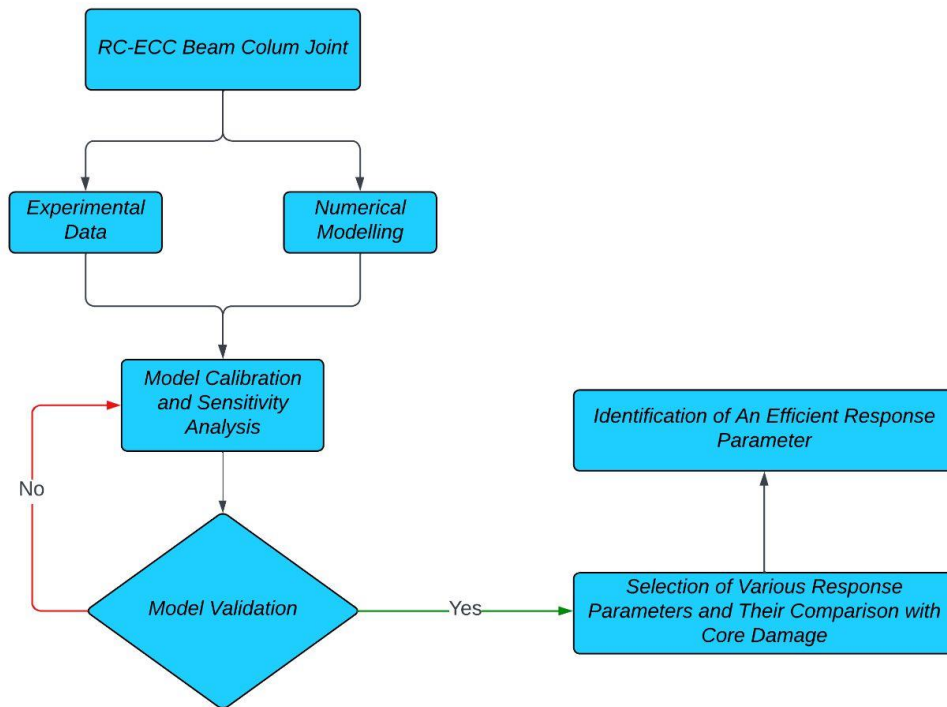 RC-ECC Beam Colum Joint
Experimental
Data
Numerical
Modelling
Model Calibration
and Sensitivity
Analysis
Identification of An Efficient Response
Parameter
No
Model Validation
Yes
Selection of Various Response
Parameters and Their Comparison with
Core Damage